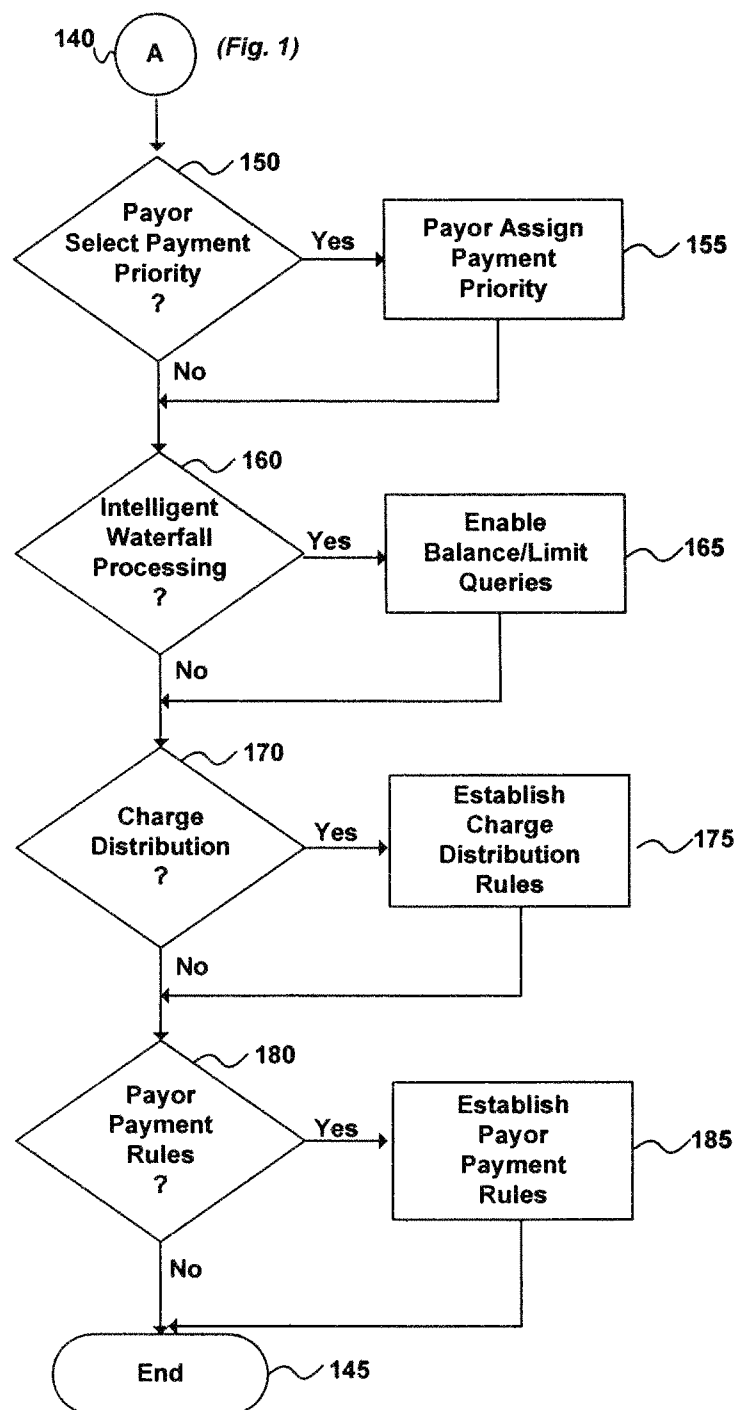 140 A (Fig. 1)
150
Payor
Select Payment
Priority
?
Yes
Payor Assign
Payment
Priority
155
No
160
Intelligent
Waterfall
Processing
?
Yes
Enable
Balance/Limit
Queries
165
No
170
Charge
Distribution
?
Yes
Establish
Charge
Distribution
Rules
175
No
180
Payor
Payment
Rules
?
Yes
Establish
Payor
Payment
Rules
185
No
End
145